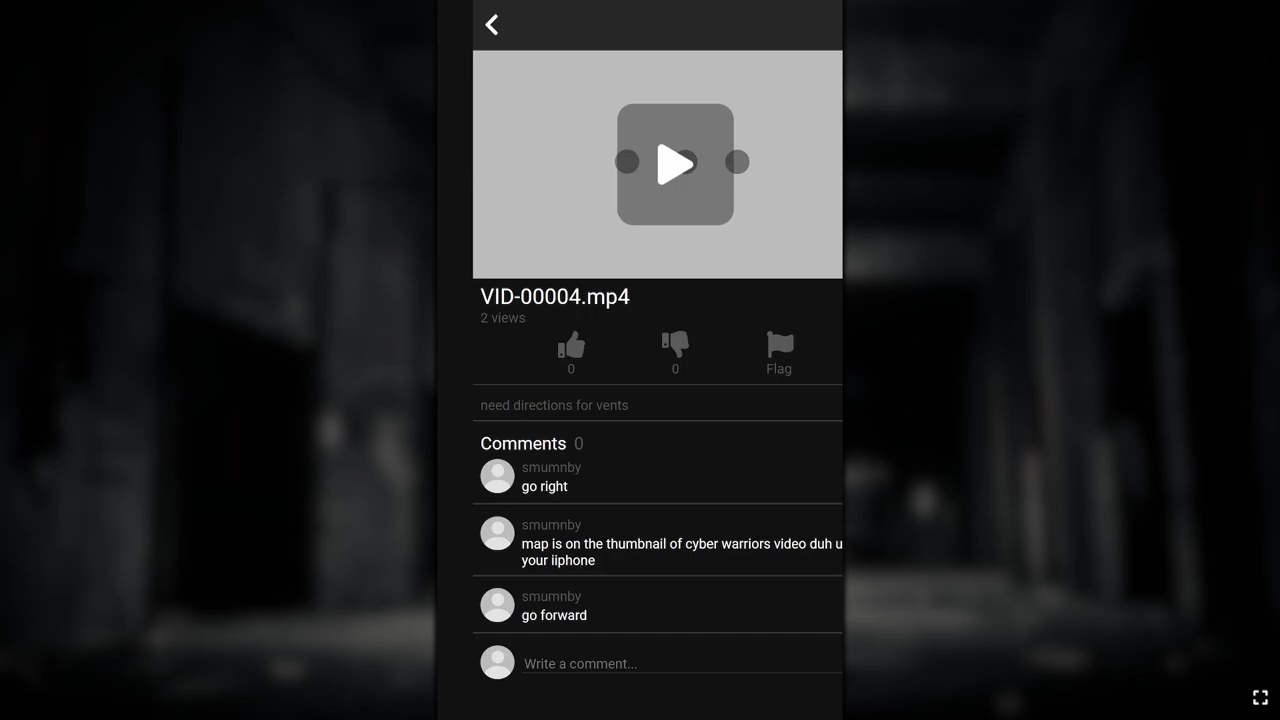 VID-00004.mp4
2 views
0
0
Flag
need directions for vents
Comments 0
smumnby
go right
smumnby
map is on the thumbnail of cyber warriors video duh u
your iiphone
smumnby
go forward
Write a comment...